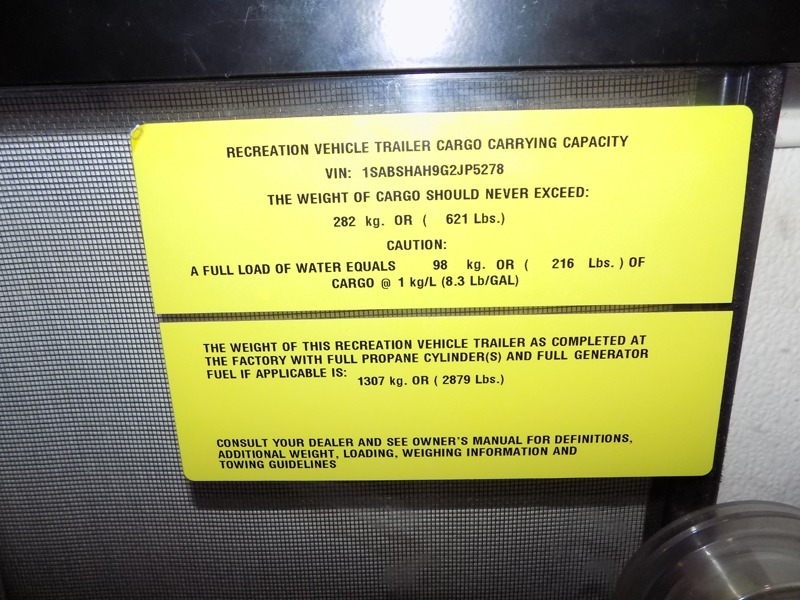 RECREATION VEHICLE TRAILER CARGO CARRYING CAPACITY
VIN: 1SABSHAH9G2JP5278
THE WEIGHT OF CARGO SHOULD NEVER EXCEED:
282 kg. OR ( 621 Lbs.)
CAUTION:
A FULL LOAD OF WATER EQUALS 98 kg. OR ( 216 Lbs. ) OF
CARGO @ 1 kg/L (8.3 Lb/GAL)
THE WEIGHT OF THIS RECREATION VEHICLE TRAILER AS COMPLETED AT
THE FACTORY WITH FULL PROPANE CYLINDER(S) AND FULL GENERATOR
FUEL IF APPLICABLE IS:
1307 kg. OR ( 2879 Lbs.)
CONSULT YOUR DEALER AND SEE OWNER'S MANUAL FOR DEFINITIONS,
ADDITIONAL WEIGHT, LOADING, WEIGHING INFORMATION AND
TOWING GUIDELINES